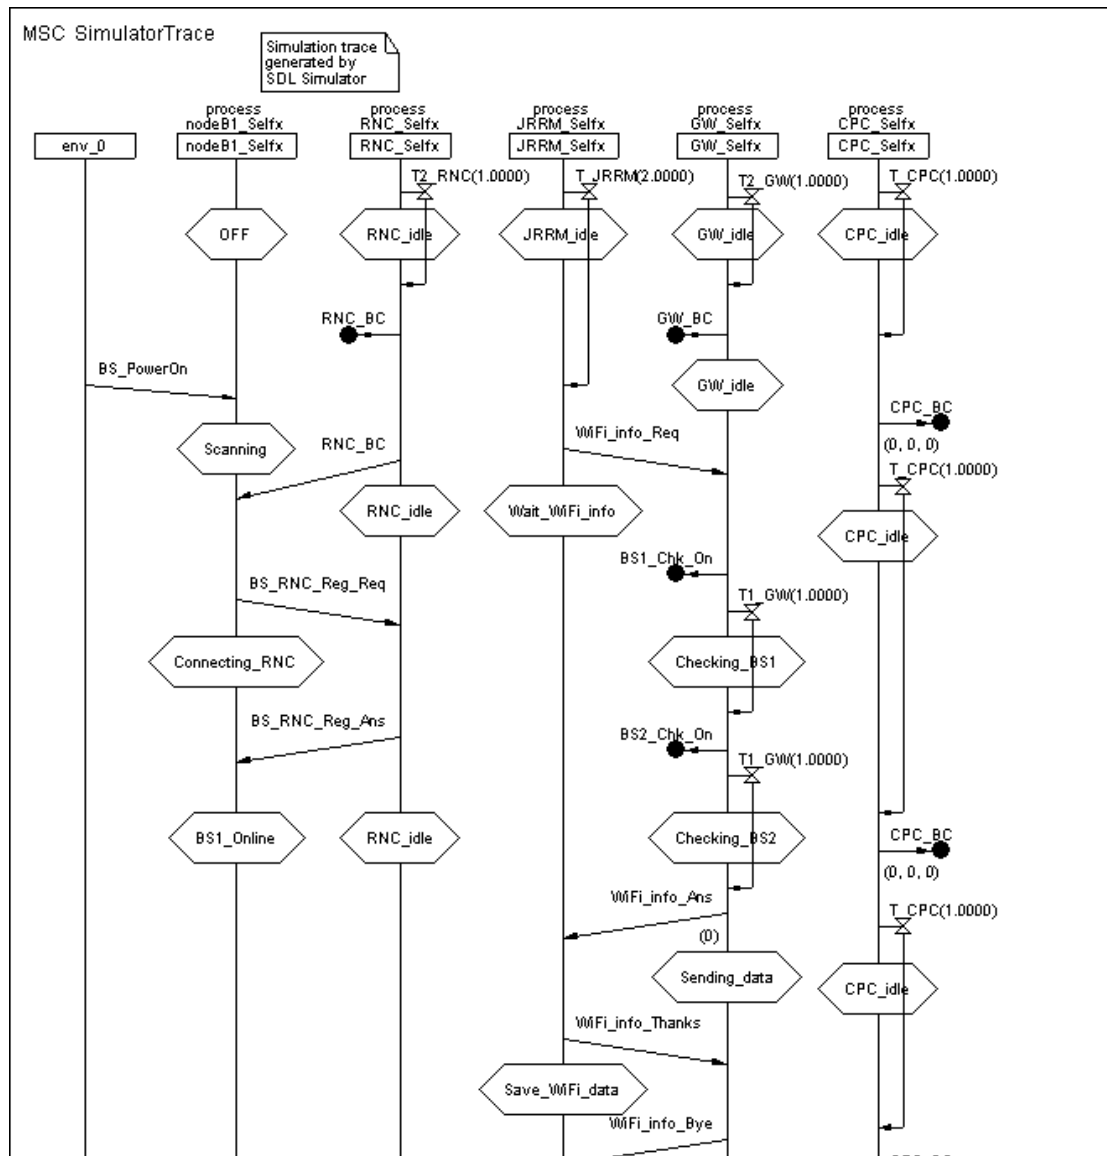 MSC SimulatorTrace
Simulation trace
generated by
SDL Simulator
process
nodeB1_Selfx
process
RNC_Selfx
process
JRRM_Selfx
process
GW_Selfx
process
CPC_Selfx
env_0
nodeB1_Selfx
RNC_Selfx
JRRM_Selfx
GW_Selfx
CPC_Selfx
T2_RNC(1.0000)
T_JRRM(2.0000)
T2_GW(1.0000)
T_CPC(1.0000)
OFF
RNC_idle
JRRM_idle
GW_idle
CPC_idle
RNC_BC
GW_BC
BS_PowerOn
GW_idle
CPC_BC
Scanning
RNC_BC
WiFi_info_Req
(0, 0, 0)
T_CPC(1.0000)
RNC_idle
Wait_WiFi_info
CPC_idle
BS1_Chk_On
BS_RNC_Reg_Req
T1_GW(1.0000)
Connecting_RNC
Checking_BS1
BS_RNC_Reg_Ans
BS2_Chk_On
T1_GW(1.0000)
BS1_Online
RNC_idle
Checking_BS2
CPC_BC
(0, 0, 0)
WiFi_info_Ans
T_CPC(1.0000)
(0)
Sending_data
CPC_idle
WiFi_info_Thanks
Save_WiFi_data
WiFi_info_Bye